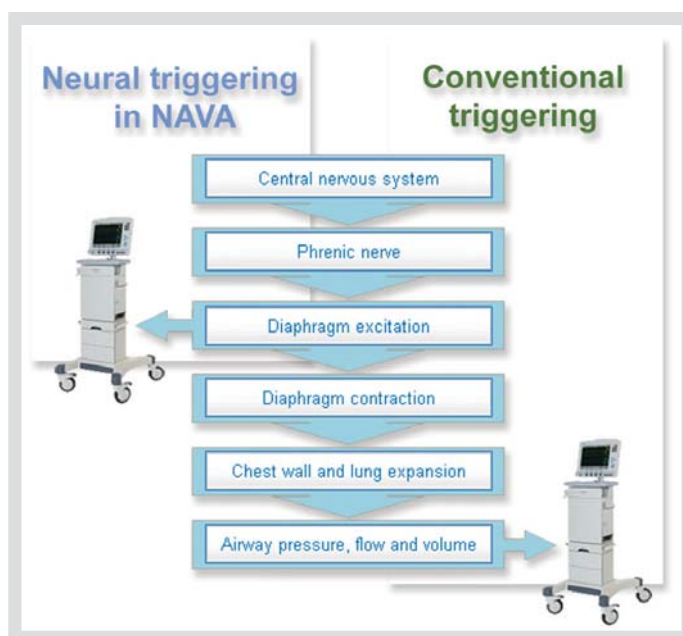 Neural triggering
in NAVA
Conventional
triggering
Central nervous system
Phrenic nerve
Diaphragm excitation
Diaphragm contraction
Chest wall and lung expansion
Airway pressure, flow and volume